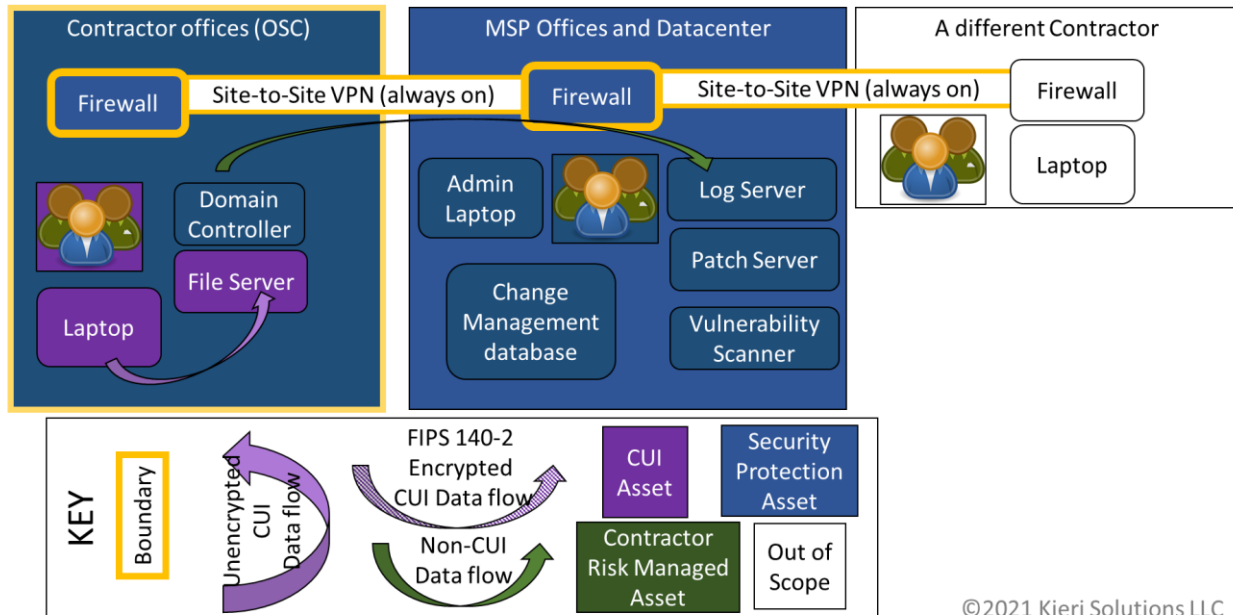 Contractor offices (OSC)
MSP Offices and Datacenter
A different Contractor
Firewall
Site-to-Site VPN (always on)
Firewall
Site-to-Site VPN (always on)
Firewall
Laptop
Domain
Controller
File Server
Laptop
Admin
Laptop
Log Server
Patch Server
Change
Management
database
Vulnerability
Scanner
KEY
Boundary
Unencrypted
CUI
Data flow
FIPS 140-2
Encrypted
CUI Data flow
Non-CUI
Data flow
CUI
Asset
Security
Protection
Asset
Contractor
Risk Managed
Asset
Out of
Scope
©2021 Kieri Solutions LLC